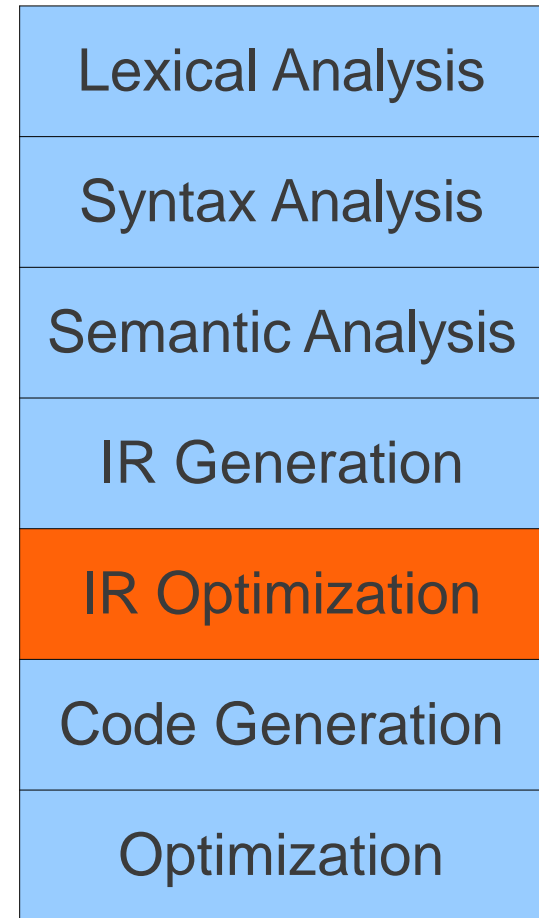 Lexical Analysis
Syntax Analysis
Semantic Analysis
IR Generation
IR Optimization
Code Generation
Optimization